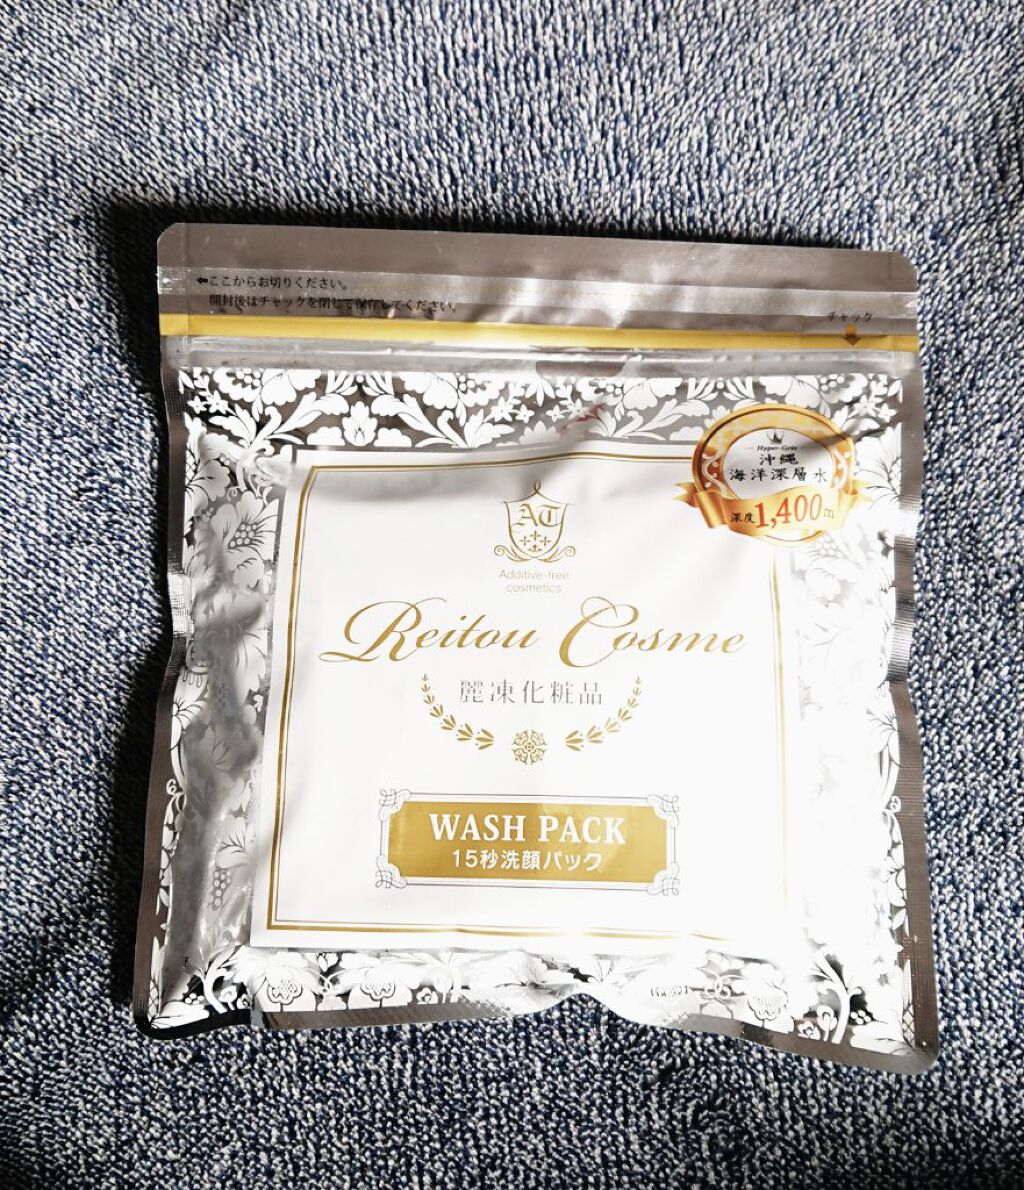 ←ここからお切りください。
開封後はチャックを閉じて保存してください。
チャック
Hyper-Gros
沖縄
海洋深層水
深度1,400m
AT
Additive-free
cosmetics
Reitou Cosme
麗凍化粧品
WASH PACK
15秒洗顔パック